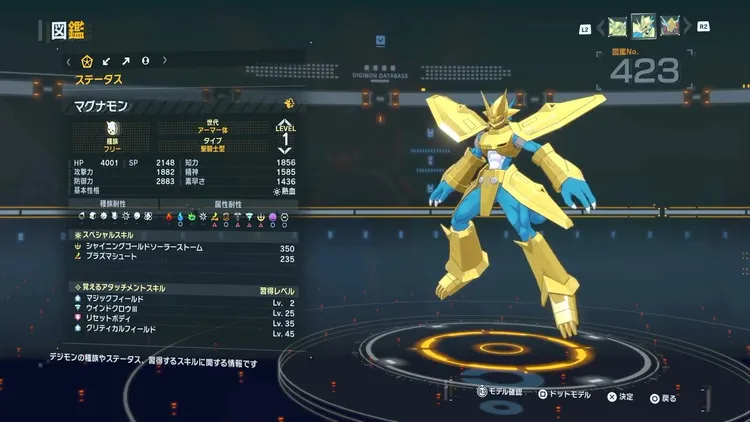 図鑑
L2
R2
図鑑No.
423
DIGIMON DATABASE
ステータス
マグナモン
種族
フリー
世代
アーマー体
タイプ
聖騎士型
LEVEL
1
HP 4001 SP 2148 知力 1856
攻撃力 1882 精神 1585
防御力 2883 素早さ 1436
基本性格 熱血
種族耐性 属性耐性
スペシャルスキル
シャイニングゴールドソーラーストーム 350
プラズマシュート 235
覚えるアタッチメントスキル 習得レベル
マジックフィールド Lv. 2
ウインドクロウⅢ Lv. 25
リセットボディ Lv. 35
クリティカルフィールド Lv. 45
デジモンの種族やステータス、習得するスキルに関する情報です
モデル確認 ドットモデル 決定 戻る